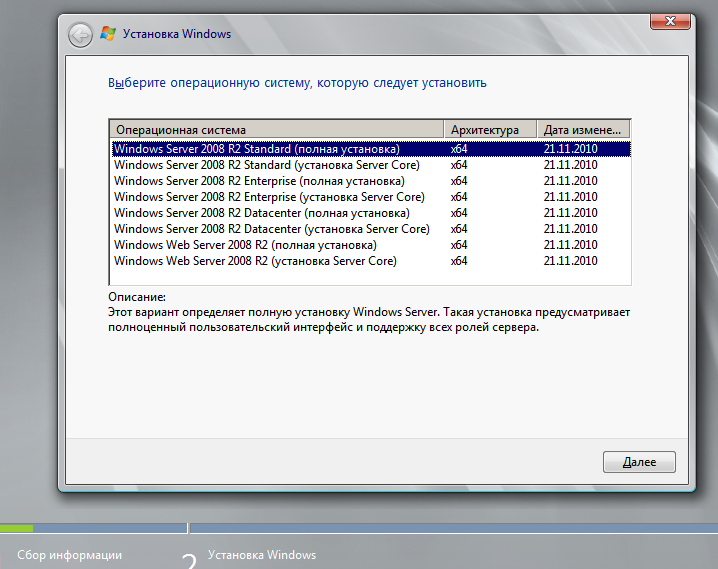 Установка Windows
Выберите операционную систему, которую следует установить
Операционная система Архитектура Дата измене...
Windows Server 2008 R2 Standard (полная установка) x64 21.11.2010
Windows Server 2008 R2 Standard (установка Server Core) x64 21.11.2010
Windows Server 2008 R2 Enterprise (полная установка) x64 21.11.2010
Windows Server 2008 R2 Enterprise (установка Server Core) x64 21.11.2010
Windows Server 2008 R2 Datacenter (полная установка) x64 21.11.2010
Windows Server 2008 R2 Datacenter (установка Server Core) x64 21.11.2010
Windows Web Server 2008 R2 (полная установка) x64 21.11.2010
Windows Web Server 2008 R2 (установка Server Core) x64 21.11.2010
Описание:
Этот вариант определяет полную установку Windows Server. Такая установка предусматривает
полноценный пользовательский интерфейс и поддержку всех ролей сервера.
Далее
Сбор информации 2 Установка Windows